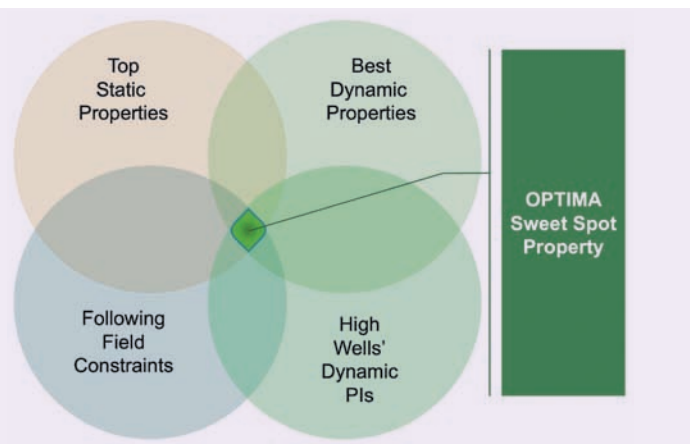 Top
Static
Properties
Best
Dynamic
Properties
Following
Field
Constraints
High
Wells'
Dynamic
PIs
OPTIMA
Sweet Spot
Property